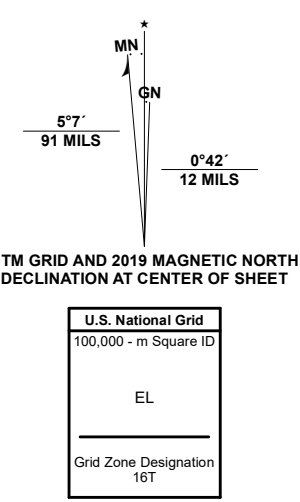 ★
MN
GN
5°7´
91 MILS
0°42´
12 MILS
TM GRID AND 2019 MAGNETIC NORTH
DECLINATION AT CENTER OF SHEET
U.S. National Grid
100,000 - m Square ID
EL
Grid Zone Designation
16T